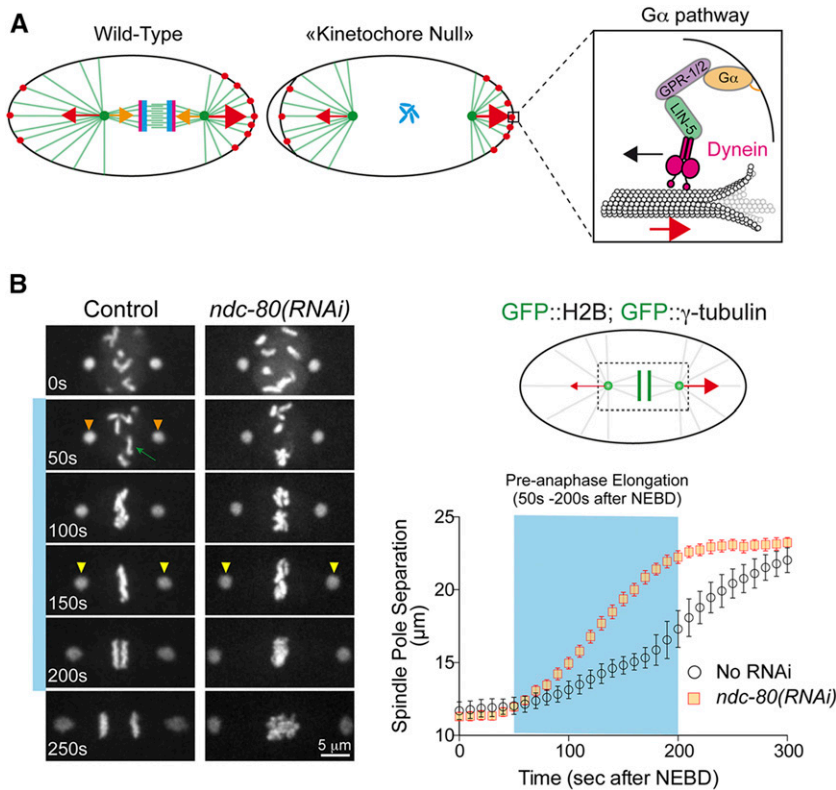 A
Wild-Type
«Kinetochore Null»
Gα pathway
GPR-1/2
Gα
LIN-5
Dynein
B
Control
ndc-80(RNAi)
0s
50s
100s
150s
200s
250s
5 μm
GFP::H2B; GFP::γ-tubulin
Pre-anaphase Elongation
(50s -200s after NEBD)
Spindle Pole Separation
(μm)
25
20
15
10
0
100
200
300
Time (sec after NEBD)
No RNAi
ndc-80(RNAi)